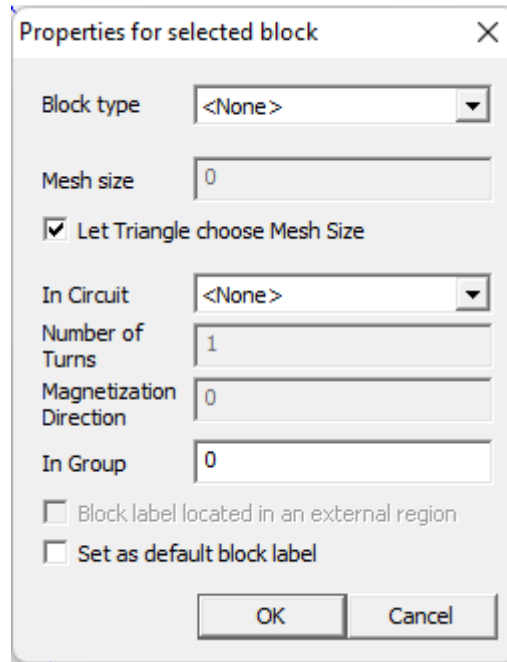 Properties for selected block
Block type <None>
Mesh size 0
Let Triangle choose Mesh Size
In Circuit <None>
Number of
Turns 1
Magnetization
Direction 0
In Group 0
Block label located in an external region
Set as default block label
OK Cancel